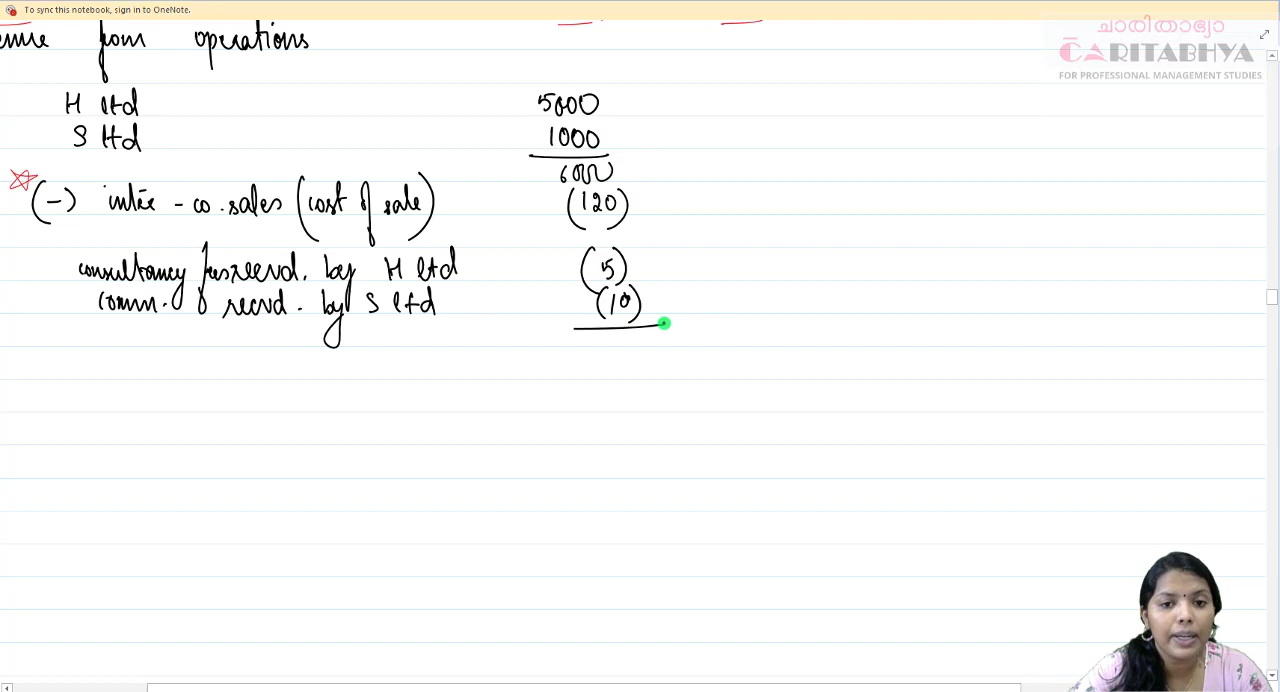 To sync this notebook, sign in to OneNote.
ചാരിതാഭ്യാ
CARITABHYA
FOR PROFESSIONAL MANAGEMENT STUDIES
from operations
H ltd 5000
S ltd 1000
6000
(-) inter-co. sales (cost of sale) (120)
consultancy fees recvd. by H ltd (5)
comm. recvd. by S ltd (10)